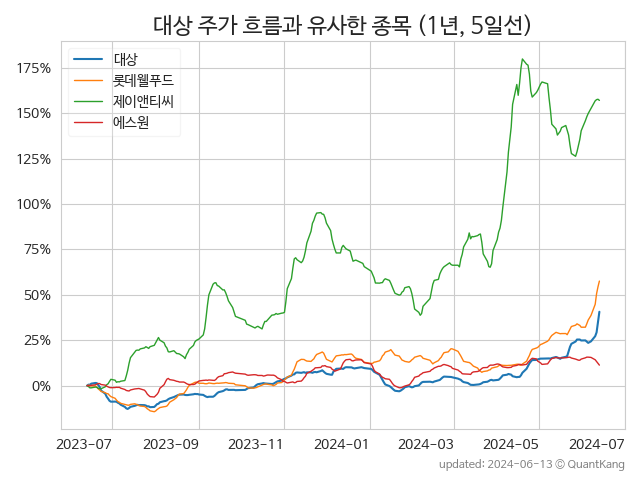 대상 주가 흐름과 유사한 종목 (1년, 5일선)
대상
롯데웰푸드
제이앤티씨
에스원
175%
150%
125%
100%
75%
50%
25%
0%
2023-07 2023-09 2023-11 2024-01 2024-03 2024-05 2024-07
updated: 2024-06-13 © QuantKang